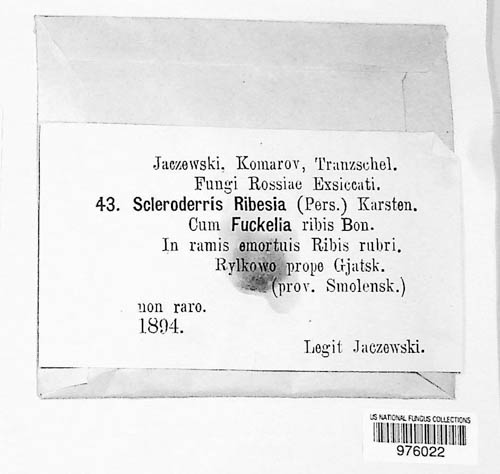 Jaczewski, Komarov, Tranzschel.
Fungi Rossiae Exsiccati.
43. Scleroderris Ribesia (Pers.) Karsten.
Cum Fuckelia ribis Bon.
In ramis emortuis Ribis rubri.
Rylkowo prope Gjatsk.
(prov. Smolensk.)
non raro.
1894.
Legit Jaczewski.
US NATIONAL FUNGUS COLLECTIONS
976022